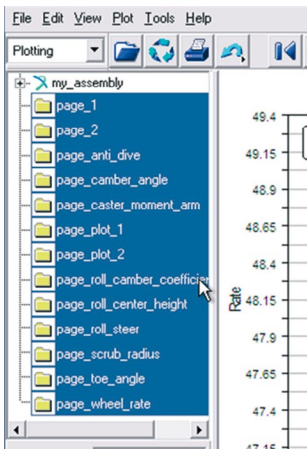 File Edit View Plot Tools Help
Plotting
my_assembly
page_1
page_2
page_anti_dive
page_camber_angle
page_caster_moment_arm
page_plot_1
page_plot_2
page_roll_camber_coefficie
page_roll_center_height
page_roll_steer
page_scrub_radius
page_toe_angle
page_wheel_rate
49.4
49.15
48.9
48.65
48.4
48.15
47.9
47.65
47.4
47.15
Rate